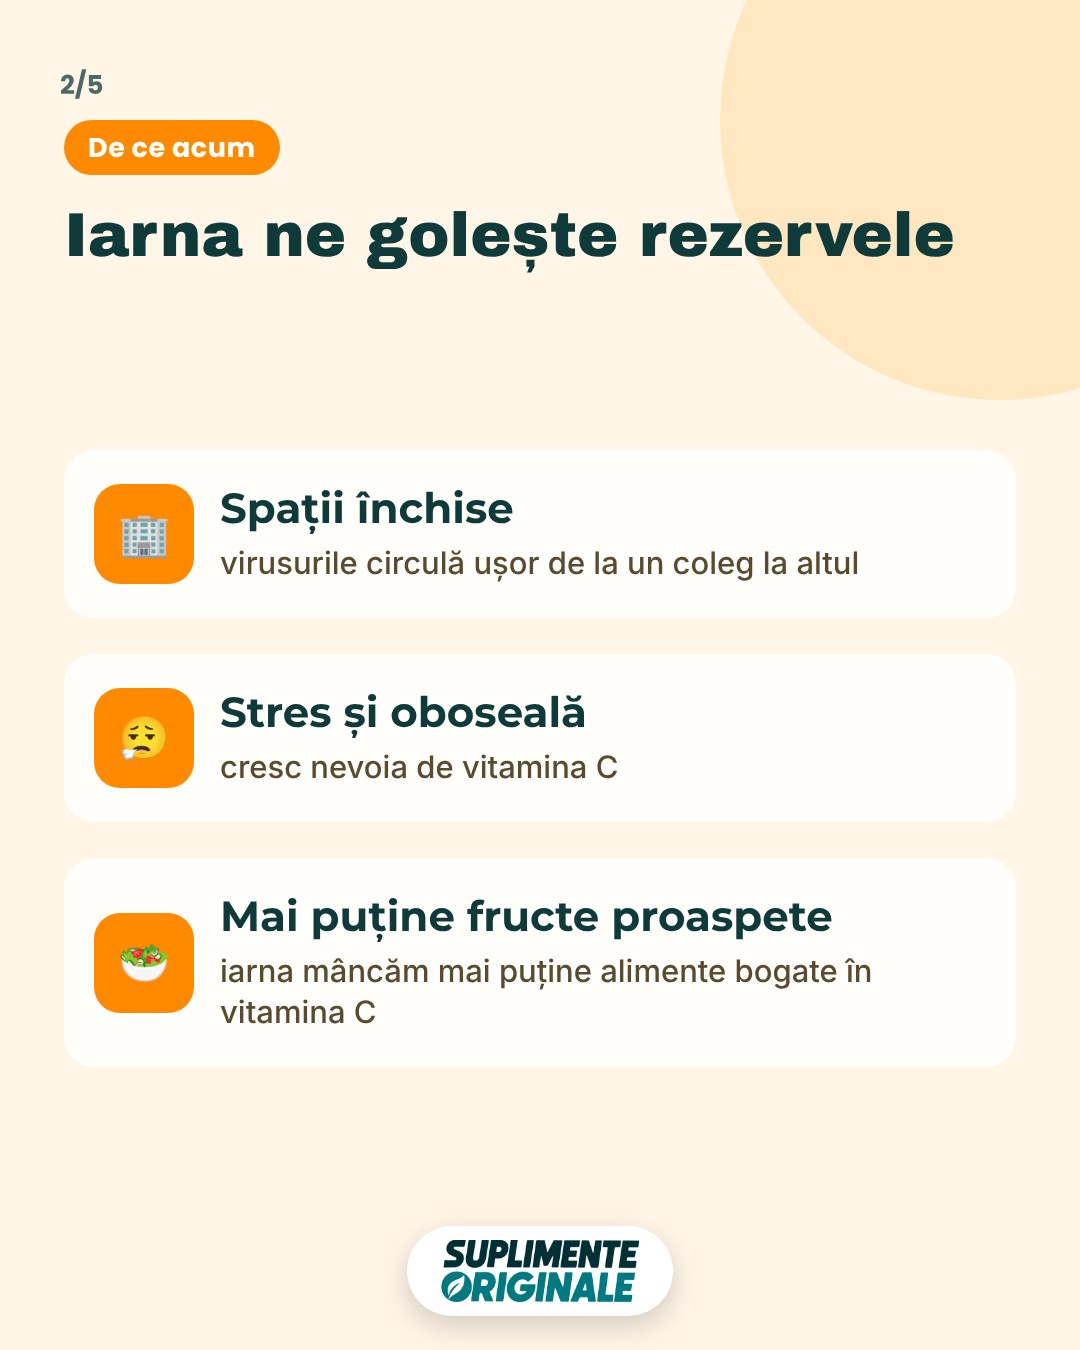 2/5
De ce acum
Iarna ne golește rezervele
Spații închise
virusurile circulă ușor de la un coleg la altul
Stres și oboseală
cresc nevoia de vitamina C
Mai puține fructe proaspete
iarna mâncăm mai puține alimente bogate în
vitamina C
SUPLIMENTE
ORIGINALE